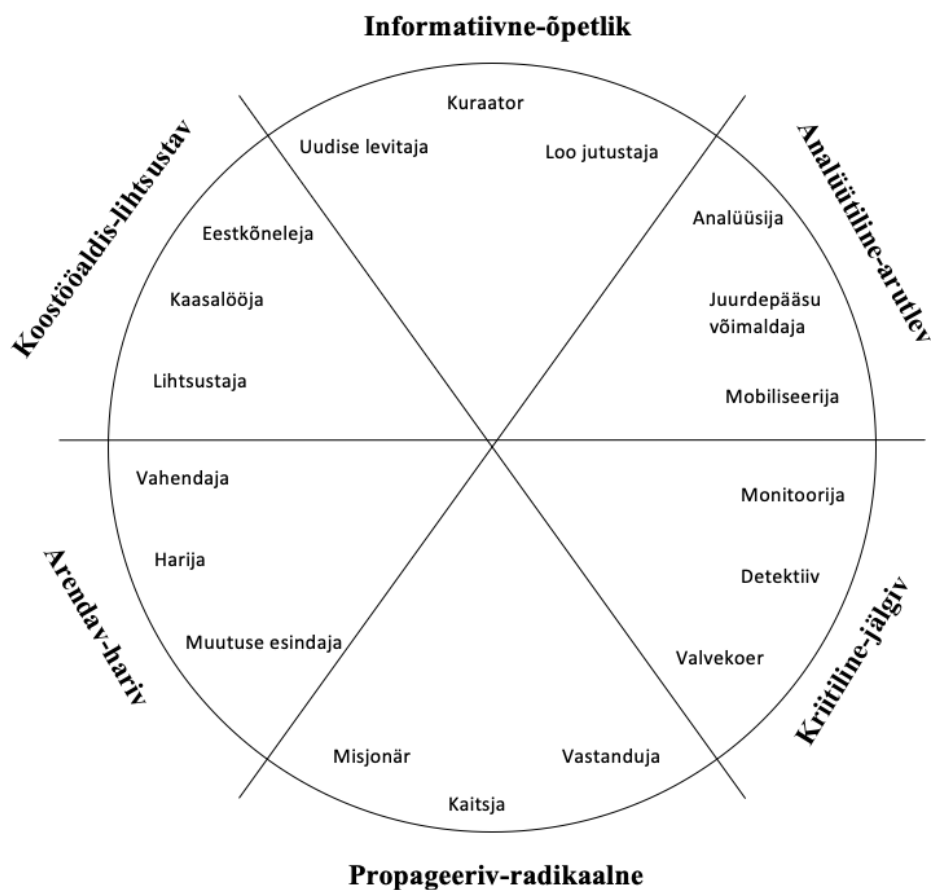 Informatiivne-õpetlik
Kuraator
Uudise levitaja
Loo jutustaja
Analüütiline-arutlev
Analüüsija
Juurdepääsu
võimaldaja
Mobiliseerija
Kriitiline-jälgiv
Monitoorija
Detektiiv
Valvekoer
Propageeriv-radikaalne
Vastanduja
Kaitsja
Misjonär
Arendav-hariv
Muutuse esindaja
Harija
Vahendaja
Koostööaldis-lihtsustav
Lihtsustaja
Kaasalööja
Eestkõneleja